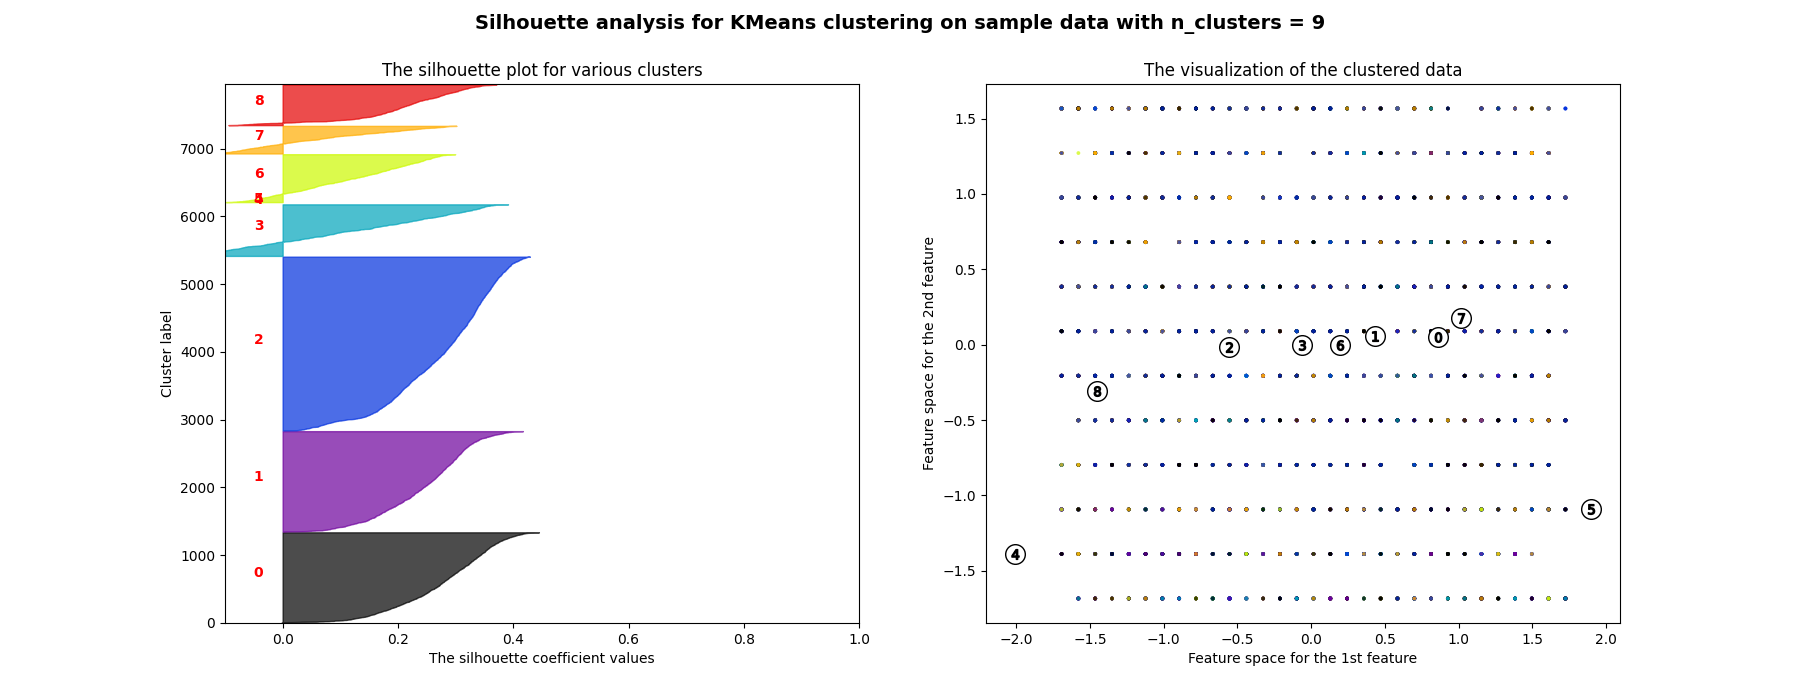 Silhouette analysis for KMeans clustering on sample data with n_clusters = 9
The silhouette plot for various clusters
Cluster label
7000
6000
5000
4000
3000
2000
1000
0
8
7
6
5
4
3
2
1
0
0.0 0.2 0.4 0.6 0.8 1.0
The silhouette coefficient values
The visualization of the clustered data
Feature space for the 2nd feature
1.5
1.0
0.5
0.0
−0.5
−1.0
−1.5
7
2 3 6 1 0
8
5
4
−2.0 −1.5 −1.0 −0.5 0.0 0.5 1.0 1.5 2.0
Feature space for the 1st feature